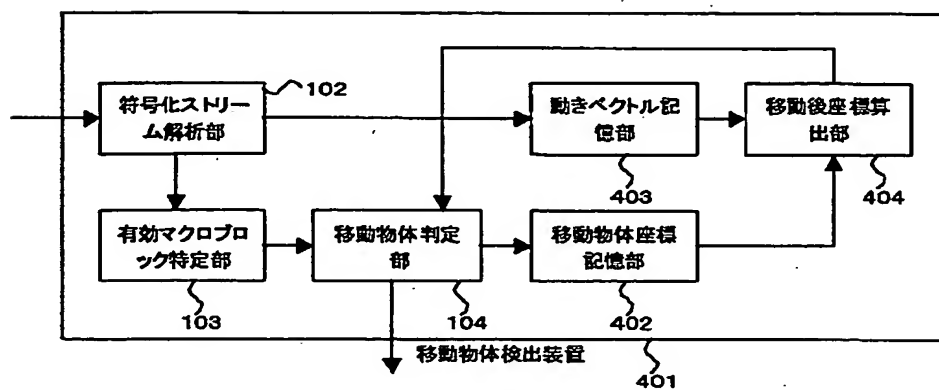 102
符号化ストリー
ム解析部
動きベクトル記
憶部
403
移動後座標算
出部
404
有効マクロブロ
ック特定部
103
移動物体判定
部
104
移動物体座標
記憶部
402
移動物体検出装置
401